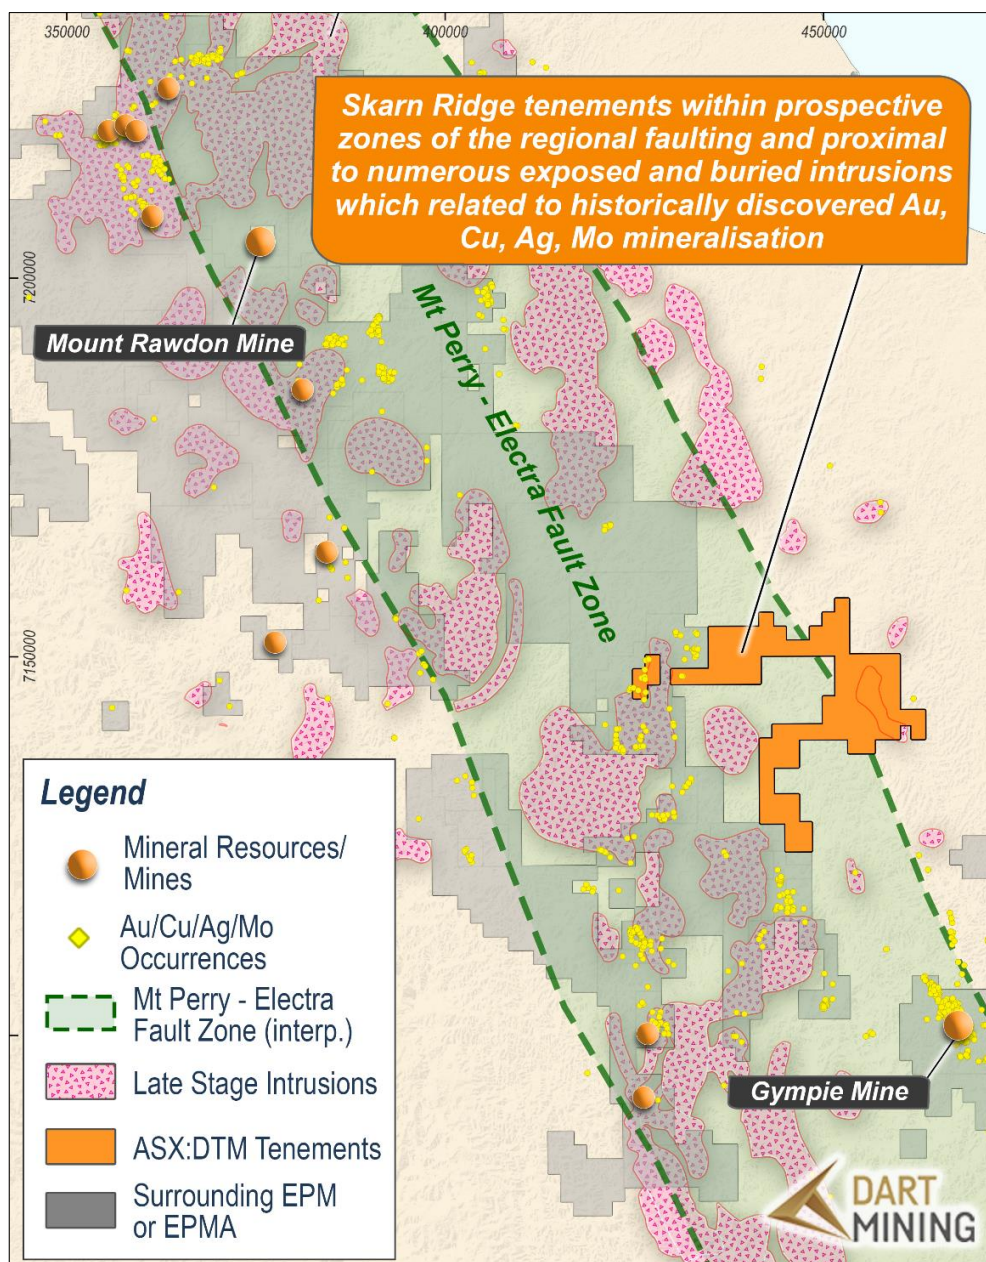 350000
400000
450000
Skarn Ridge tenements within prospective
zones of the regional faulting and proximal
to numerous exposed and buried intrusions
which related to historically discovered Au,
Cu, Ag, Mo mineralisation
7200000
Mount Rawdon Mine
Mt Perry - Electra Fault Zone
7150000
Legend
Mineral Resources/
Mines
Au/Cu/Ag/Mo
Occurrences
Mt Perry - Electra
Fault Zone (interp.)
Late Stage Intrusions
ASX:DTM Tenements
Surrounding EPM
or EPMA
Gympie Mine
DART
MINING